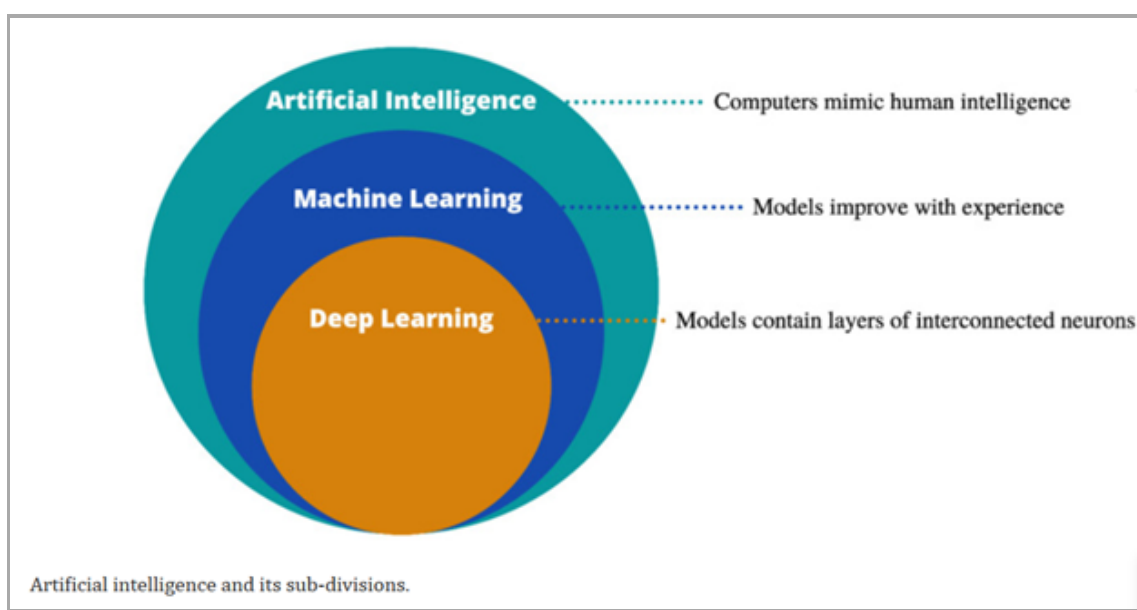 Artificial Intelligence
Computers mimic human intelligence
Machine Learning
Models improve with experience
Deep Learning
Models contain layers of interconnected neurons
Artificial intelligence and its sub-divisions.